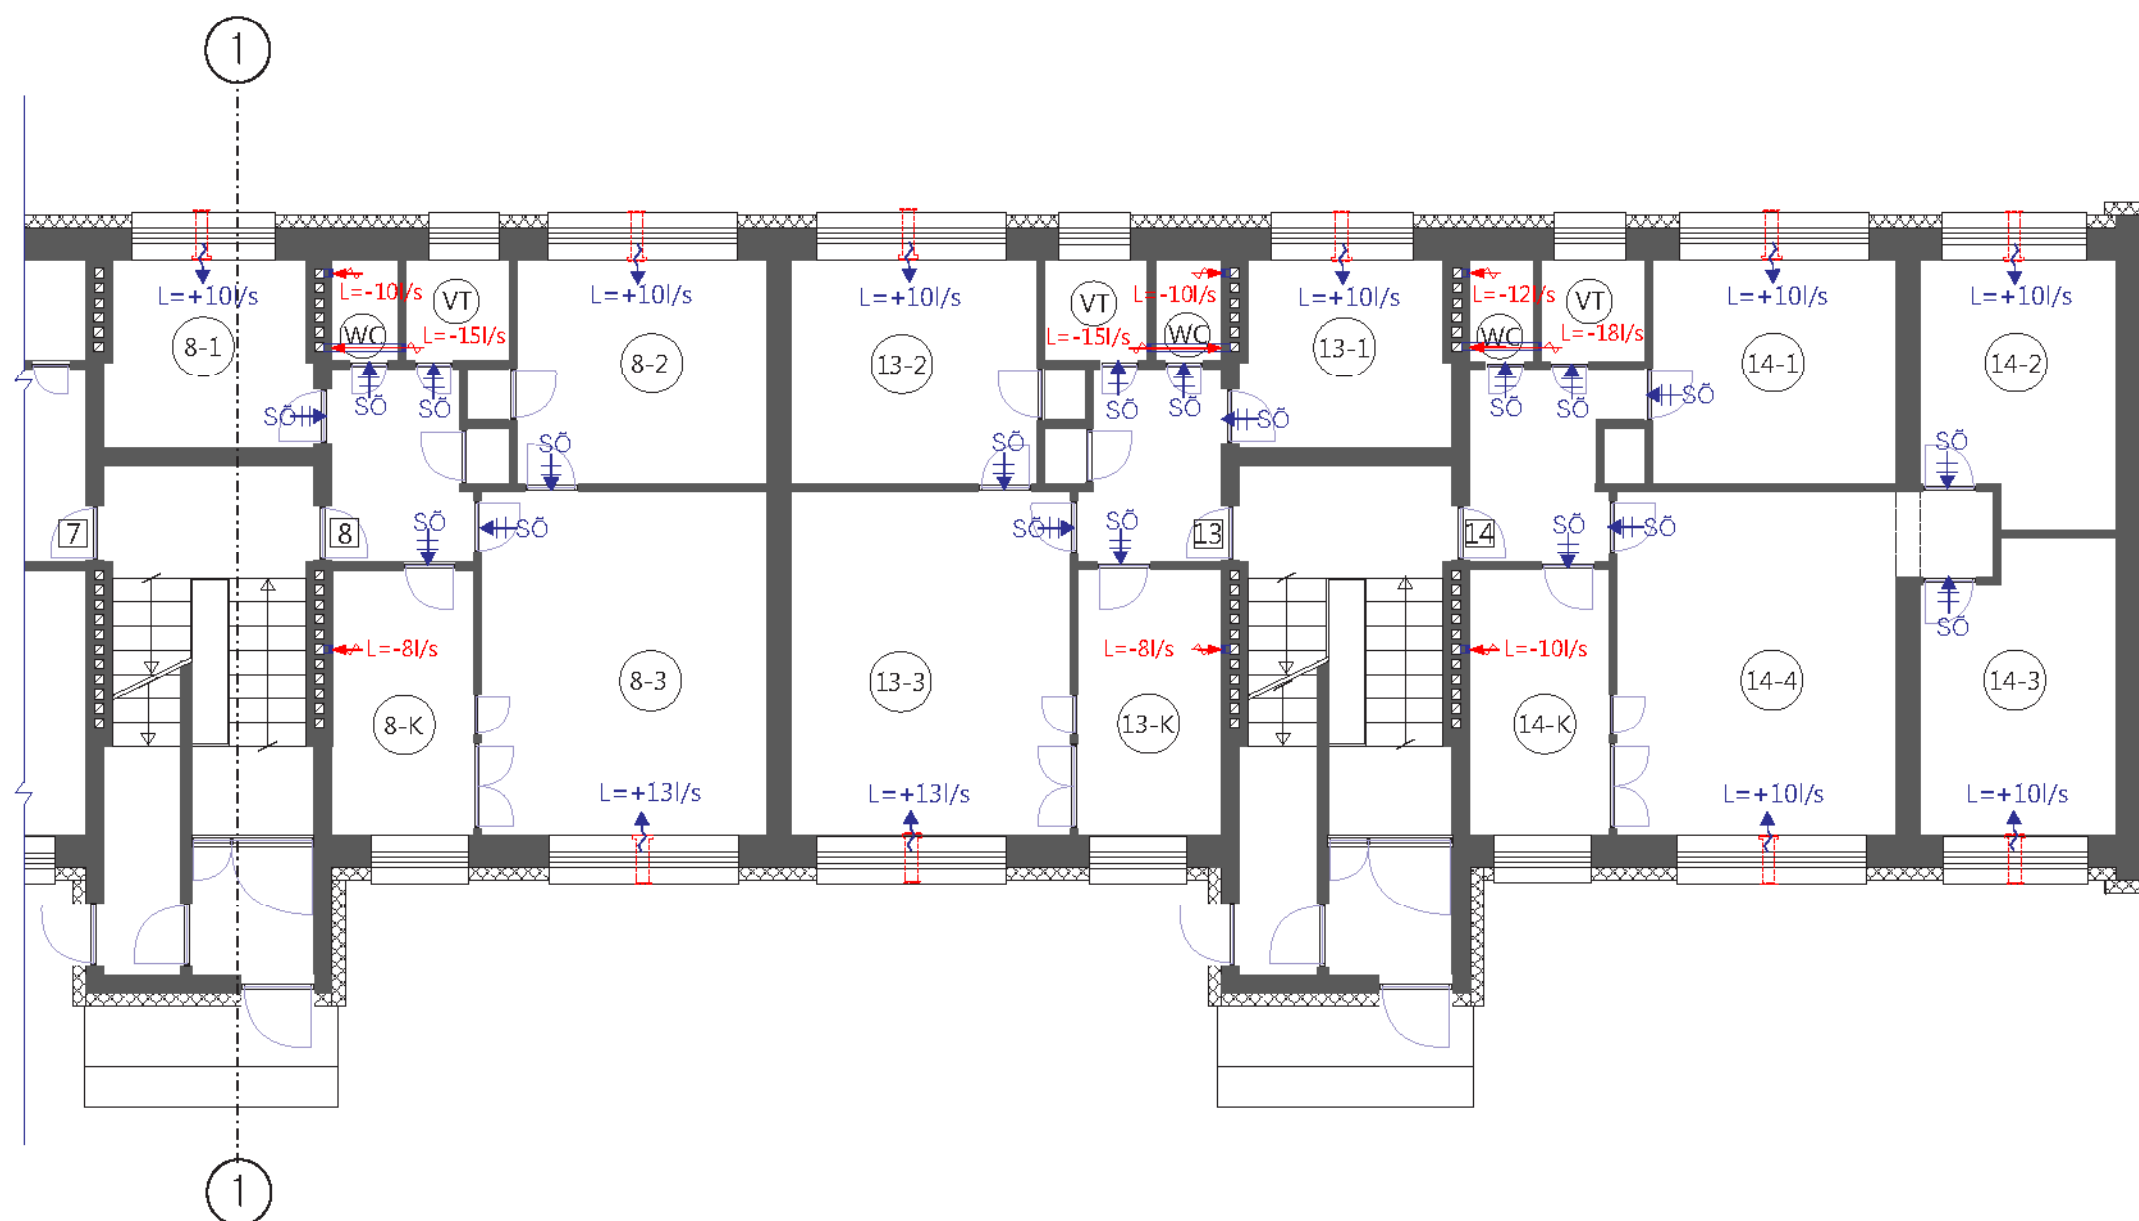 1
L=+10l/s
8-1
L=-10l/s
WC
VT
L=-15l/s
L=+10l/s
8-2
L=+10l/s
13-2
VT
L=-15l/s
L=-10l/s
WC
L=+10l/s
13-1
L=-12l/s
WC
VT
L=-18l/s
L=+10l/s
14-1
L=+10l/s
14-2
SÕ
SÕ
SÕ
SÕ
SÕ
SÕ
SÕ
SÕ
SÕ
SÕ
SÕ
SÕ
7
8
SÕ
SÕ
SÕ
SÕ
13
14
SÕ
SÕ
SÕ
L=-8l/s
8-K
8-3
13-3
L=-8l/s
13-K
L=-10l/s
14-K
14-4
14-3
L=+13l/s
L=+13l/s
L=+10l/s
L=+10l/s
1